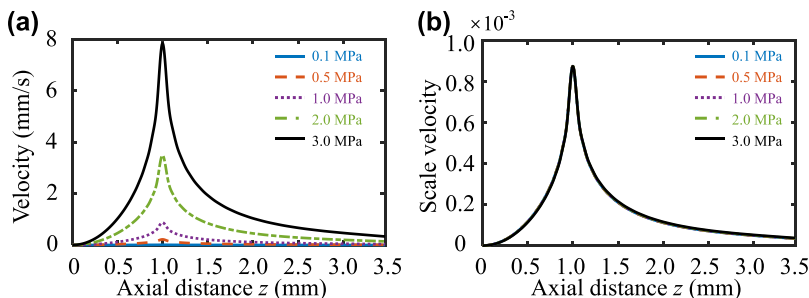 (a)
8
6
4
2
0
Velocity (mm/s)
0.1 MPa
0.5 MPa
1.0 MPa
2.0 MPa
3.0 MPa
0 0.5 1.0 1.5 2.0 2.5 3.0 3.5
Axial distance z (mm)
(b)
×10⁻³
1.0
0.8
0.6
0.4
0.2
0
Scale velocity
0.1 MPa
0.5 MPa
1.0 MPa
2.0 MPa
3.0 MPa
0 0.5 1.0 1.5 2.0 2.5 3.0 3.5
Axial distance z (mm)